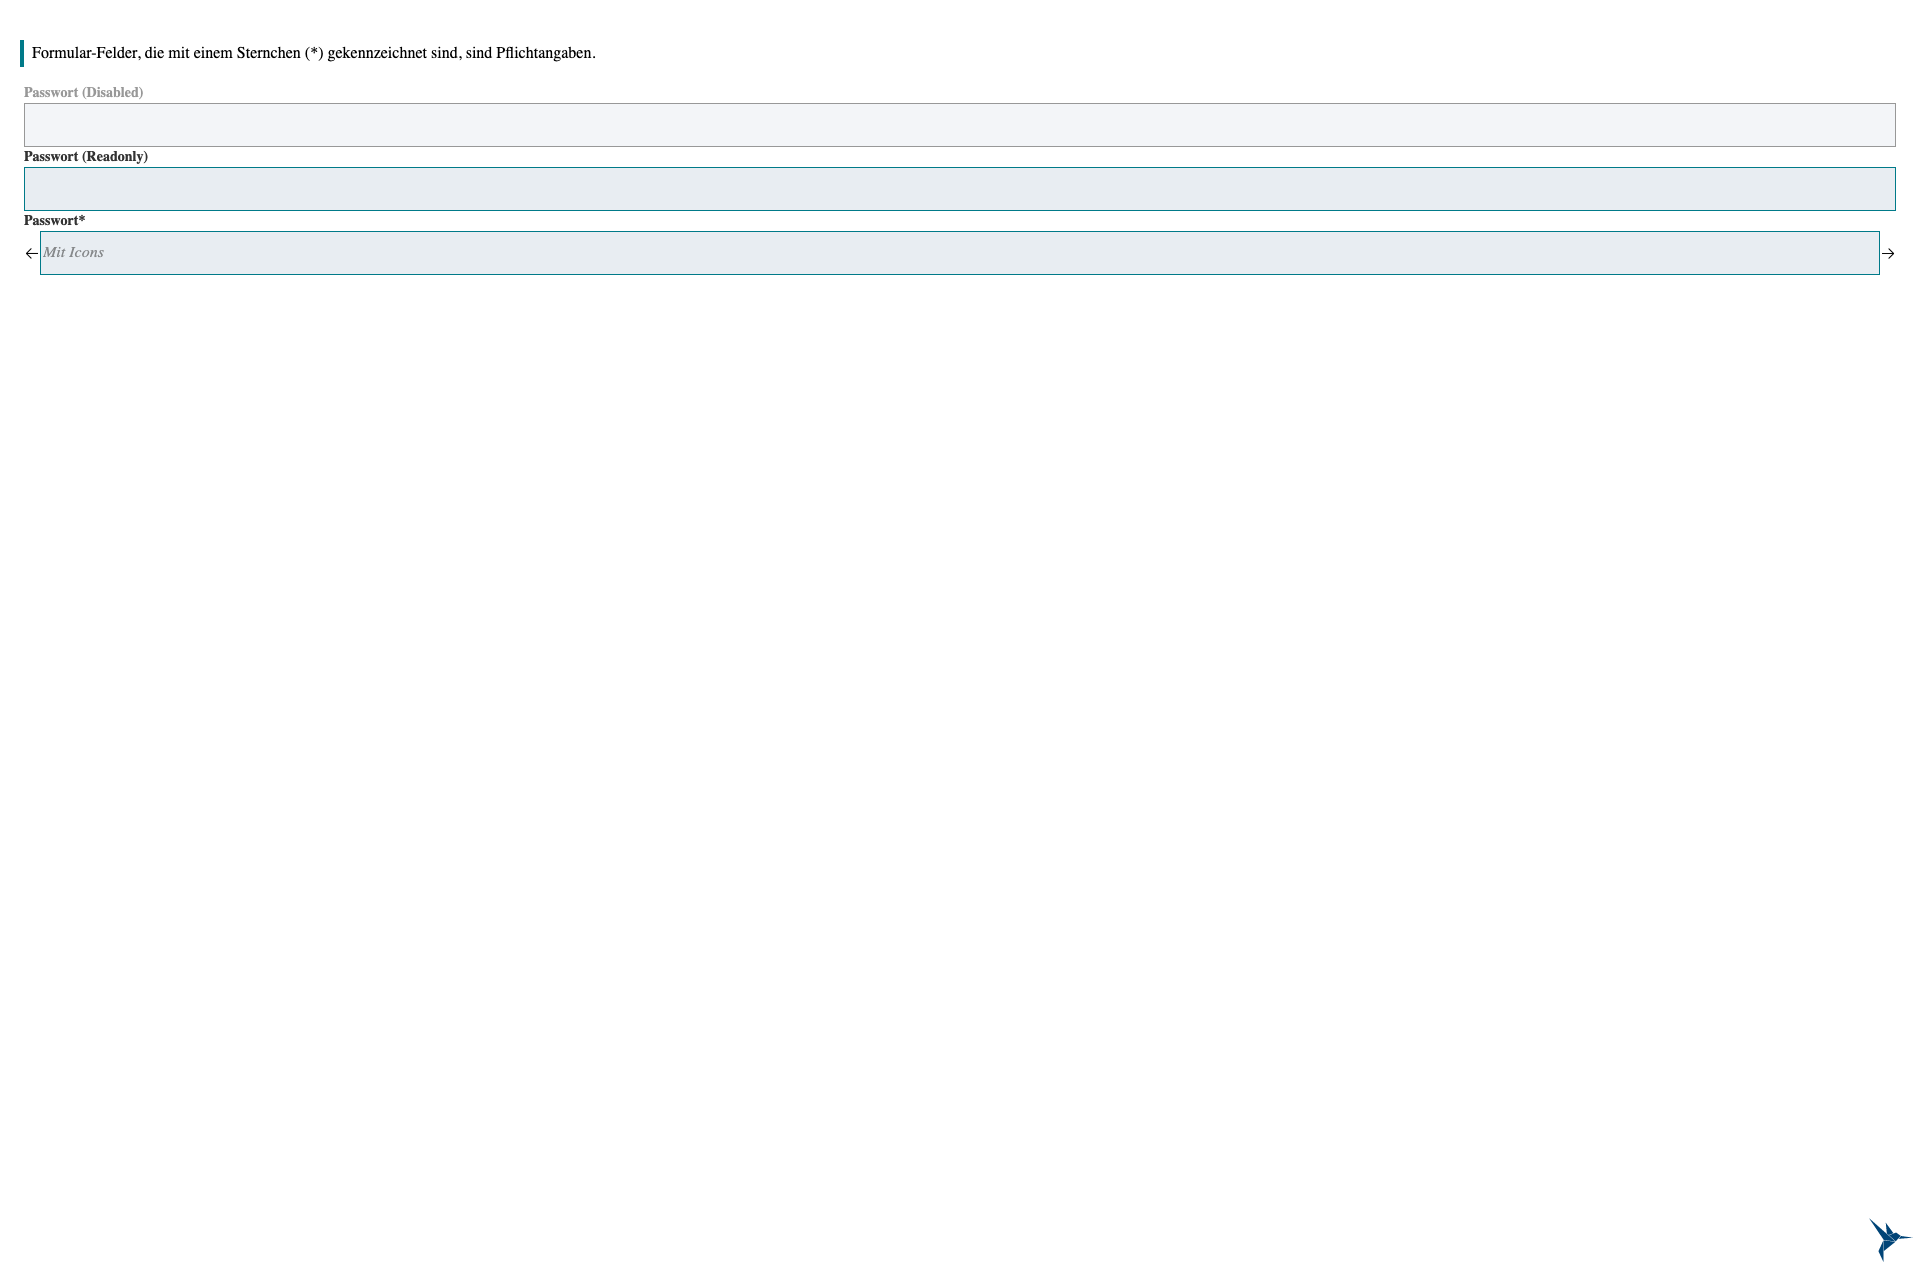 Formular-Felder, die mit einem Sternchen (*) gekennzeichnet sind, sind Pflichtangaben.
Passwort (Disabled)
Passwort (Readonly)
Passwort*
Mit Icons